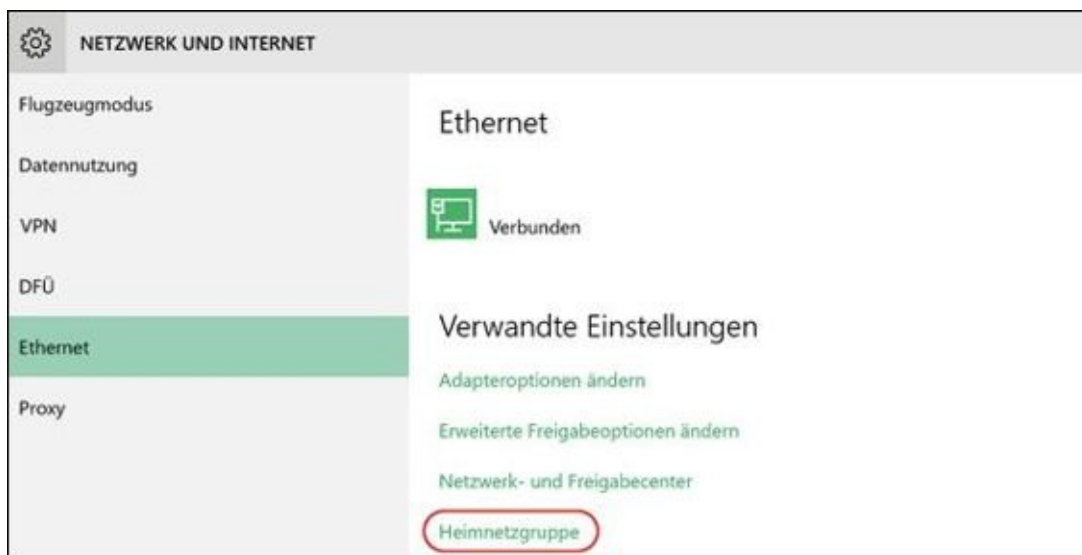 NETZWERK UND INTERNET
Flugzeugmodus
Datennutzung
VPN
DFÜ
Ethernet
Proxy
Ethernet
Verbunden
Verwandte Einstellungen
Adapteroptionen ändern
Erweiterte Freigabeoptionen ändern
Netzwerk- und Freigabecenter
Heimnetzgruppe